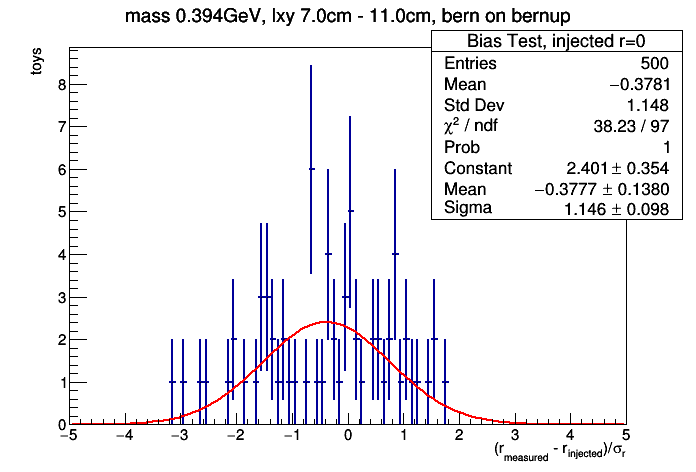 mass 0.394GeV, lxy 7.0cm - 11.0cm, bern on bernup
Bias Test, injected r=0
Entries 500
Mean −0.3781
Std Dev 1.148
χ² / ndf 38.23 / 97
Prob 1
Constant 2.401 ± 0.354
Mean −0.3777 ± 0.1380
Sigma 1.146 ± 0.098
toys
8
7
6
5
4
3
2
1
0
−5 −4 −3 −2 −1 0 1 2 3 4 5
(r_measured - r_injected)/σ_r